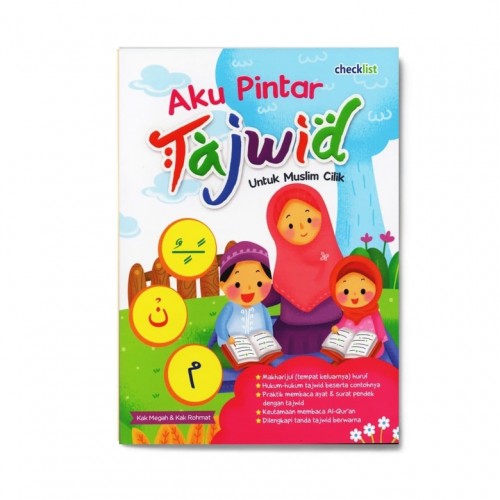 checklist
Aku Pintar
Tajwid
Untuk Muslim Cilik
نْ
م
Makharijul (tempat keluarnya) huruf
Hukum-hukum tajwid beserta contohnya
Praktik membaca ayat & surat pendek
dengan tajwid
Keutamaan membaca Al-Qur'an
Dilengkapi tanda tajwid berwarna
Kak Megah & Kak Rohmat